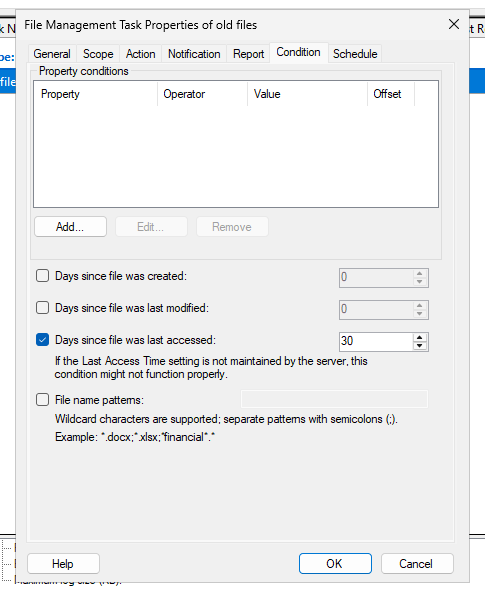 File Management Task Properties of old files
k N
t R
General Scope Action Notification Report Condition Schedule
pe:
Property conditions
file
Property Operator Value Offset
Add... Edit... Remove
Days since file was created: 0
Days since file was last modified: 0
Days since file was last accessed: 30
If the Last Access Time setting is not maintained by the server, this
condition might not function properly.
File name patterns:
Wildcard characters are supported; separate patterns with semicolons (;).
Example: *.docx;*.xlsx;*financial*.*
Help OK Cancel